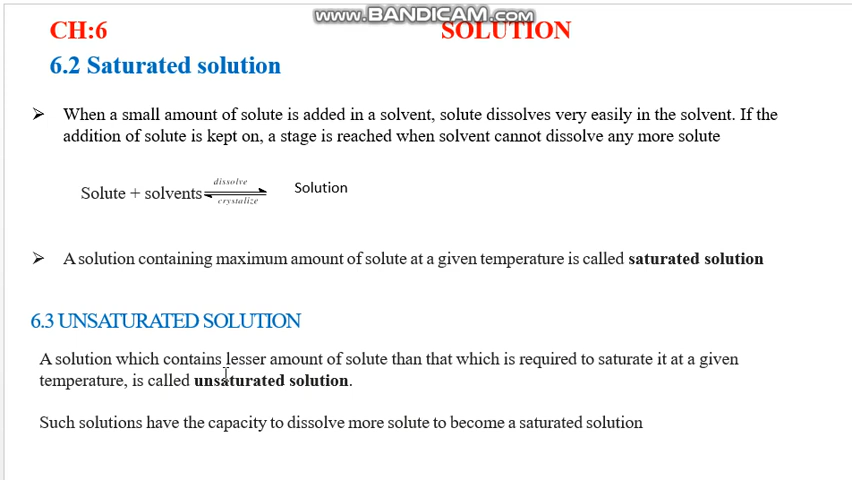 www.BANDICAM.com
CH:6 SOLUTION
6.2 Saturated solution
➢ When a small amount of solute is added in a solvent, solute dissolves very easily in the solvent. If the
addition of solute is kept on, a stage is reached when solvent cannot dissolve any more solute
dissolve
Solute + solvents ⇌ Solution
crystalize
➢ A solution containing maximum amount of solute at a given temperature is called saturated solution
6.3 UNSATURATED SOLUTION
A solution which contains lesser amount of solute than that which is required to saturate it at a given
temperature, is called unsaturated solution.
Such solutions have the capacity to dissolve more solute to become a saturated solution